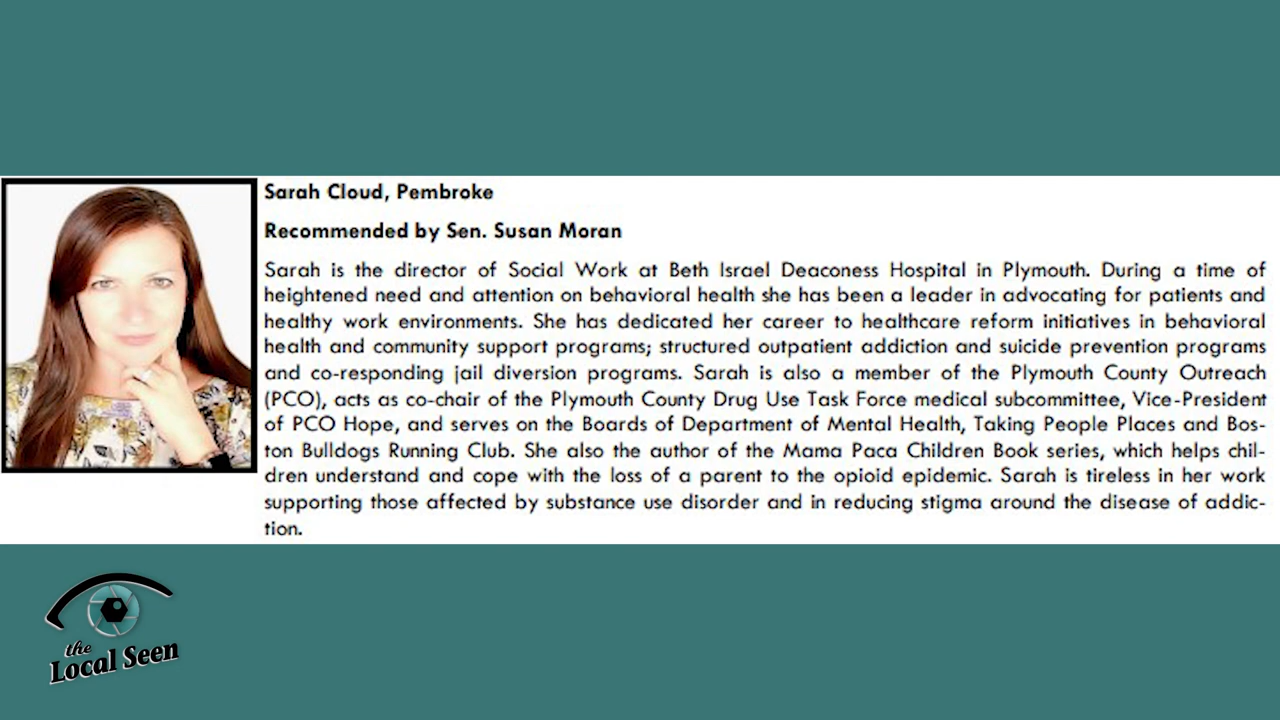 Sarah Cloud, Pembroke
Recommended by Sen. Susan Moran
Sarah is the director of Social Work at Beth Israel Deaconess Hospital in Plymouth. During a time of
heightened need and attention on behavioral health she has been a leader in advocating for patients and
healthy work environments. She has dedicated her career to healthcare reform initiatives in behavioral
health and community support programs; structured outpatient addiction and suicide prevention programs
and co-responding jail diversion programs. Sarah is also a member of the Plymouth County Outreach
(PCO), acts as co-chair of the Plymouth County Drug Use Task Force medical subcommittee, Vice-President
of PCO Hope, and serves on the Boards of Department of Mental Health, Taking People Places and Bos-
ton Bulldogs Running Club. She also the author of the Mama Paca Children Book series, which helps chil-
dren understand and cope with the loss of a parent to the opioid epidemic. Sarah is tireless in her work
supporting those affected by substance use disorder and in reducing stigma around the disease of addic-
tion.
the
Local Seen